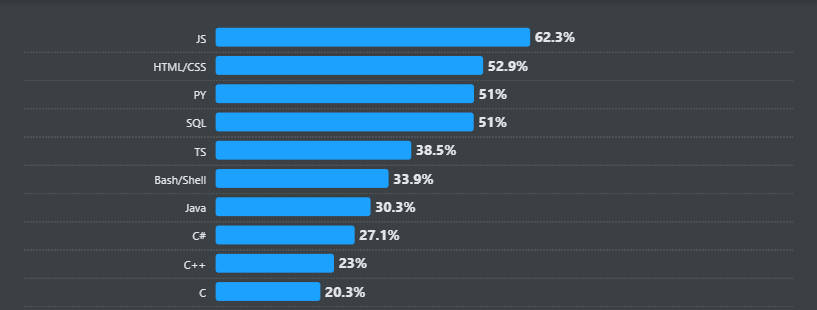 JS 62.3%
HTML/CSS 52.9%
PY 51%
SQL 51%
TS 38.5%
Bash/Shell 33.9%
Java 30.3%
C# 27.1%
C++ 23%
C 20.3%